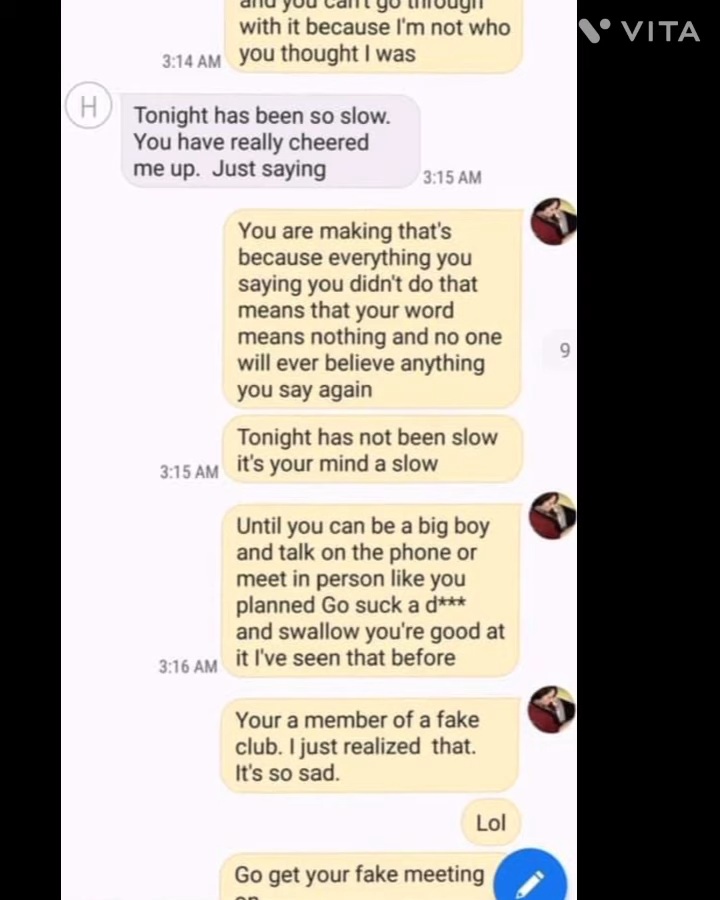 and you can't go through
with it because I'm not who
you thought I was
3:14 AM
VITA
H
Tonight has been so slow.
You have really cheered
me up.  Just saying
3:15 AM
You are making that's
because everything you
saying you didn't do that
means that your word
means nothing and no one
will ever believe anything
you say again
9
Tonight has not been slow
it's your mind a slow
3:15 AM
Until you can be a big boy
and talk on the phone or
meet in person like you
planned Go suck a d***
and swallow you're good at
it I've seen that before
3:16 AM
Your a member of a fake
club. I just realized  that.
It's so sad.
Lol
Go get your fake meeting